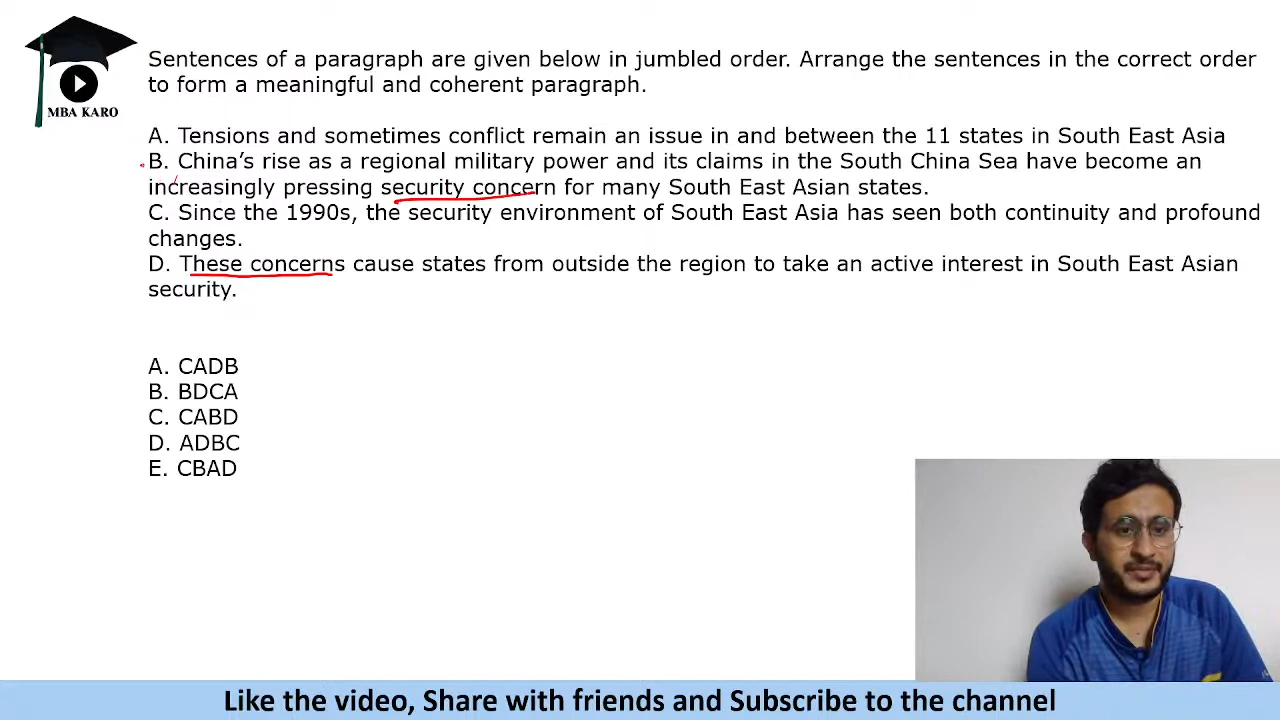 MBA KARO
Sentences of a paragraph are given below in jumbled order. Arrange the sentences in the correct order
to form a meaningful and coherent paragraph.
A. Tensions and sometimes conflict remain an issue in and between the 11 states in South East Asia
B. China’s rise as a regional military power and its claims in the South China Sea have become an
increasingly pressing security concern for many South East Asian states.
C. Since the 1990s, the security environment of South East Asia has seen both continuity and profound
changes.
D. These concerns cause states from outside the region to take an active interest in South East Asian
security.
A. CADB
B. BDCA
C. CABD
D. ADBC
E. CBAD
Like the video, Share with friends and Subscribe to the channel